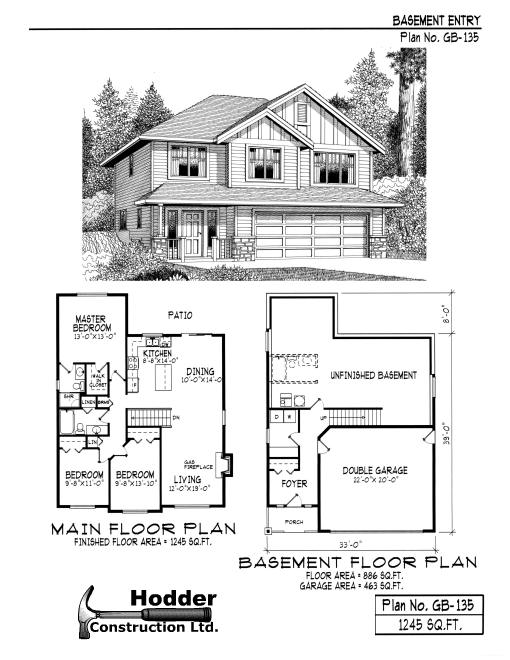 BASEMENT ENTRY
Plan No. GB-135
MASTER
BEDROOM
13'-0"X13'-0"
PATIO
KITCHEN
8'-8"X14'-0"
DW
DINING
10'-0"X14'-0"
WALK
IN
CLOSET
SHR
LINEN
BRMS
DN
LIN
GAS
FIREPLACE
BEDROOM
9'-8"X11'-0"
BEDROOM
9'-8"X13'-10"
LIVING
12'-0"X19'-0"
MAIN FLOOR PLAN
FINISHED FLOOR AREA = 1245 SQ.FT.
8'-0"
UNFINISHED BASEMENT
D
UP
39'-0"
DOUBLE GARAGE
22'-0" X 20'-0"
FOYER
PORCH
33'-0"
BASEMENT FLOOR PLAN
FLOOR AREA = 886 SQ.FT.
GARAGE AREA = 463 SQ.FT.
Hodder
Construction Ltd.
Plan No. GB-135
1245 SQ.FT.